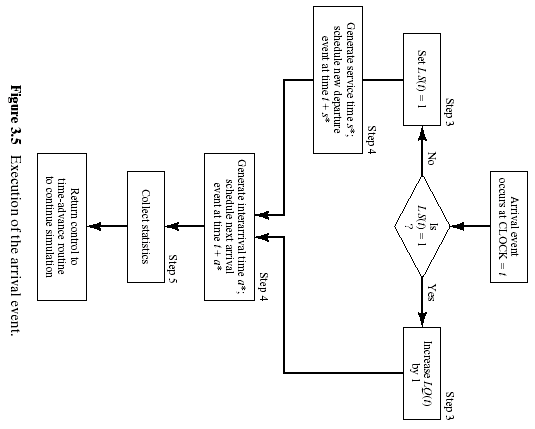 Arrival event
occurs at CLOCK = t
Is
LS(t) = 1
?
No
Yes
Step 3
Set LS(t) = 1
Step 3
Increase LQ(t)
by 1
Step 4
Generate service time s*;
schedule new departure
event at time t + s*
Step 4
Generate interarrival time a*;
schedule next arrival
event at time t + a*
Step 5
Collect statistics
Return control to
time-advance routine
to continue simulation
Figure 3.5 Execution of the arrival event.